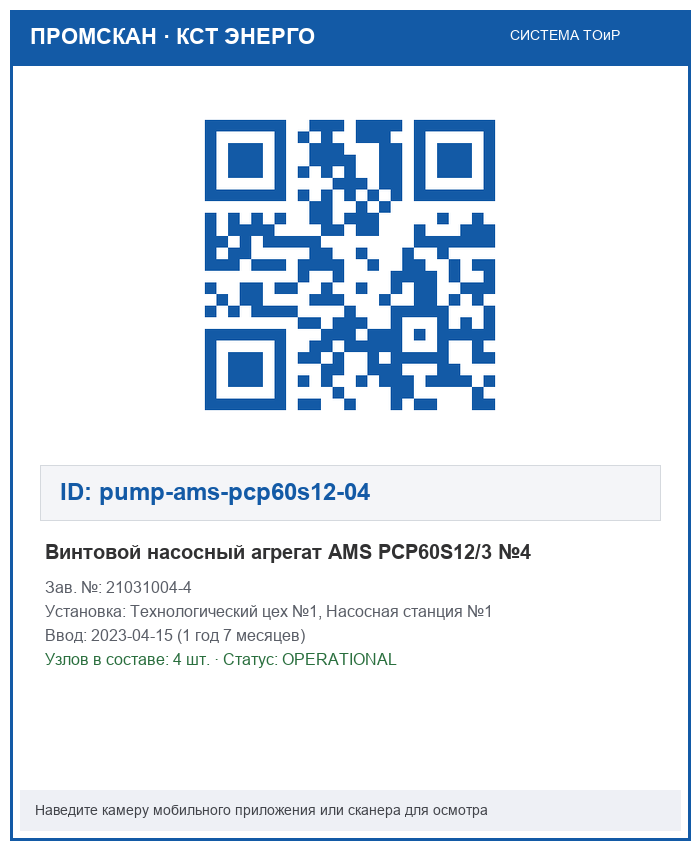 ПРОМСКАН · КСТ ЭНЕРГО
СИСТЕМА ТОиР
ID: pump-ams-pcp60s12-04
Винтовой насосный агрегат AMS PCP60S12/3 №4
Зав. №: 21031004-4
Установка: Технологический цех №1, Насосная станция №1
Ввод: 2023-04-15 (1 год 7 месяцев)
Узлов в составе: 4 шт. · Статус: OPERATIONAL
Наведите камеру мобильного приложения или сканера для осмотра